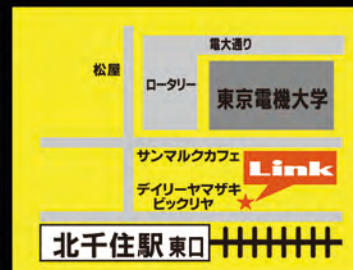 電大通り
松屋
ロータリー
東京電機大学
サンマルクカフェ
Link
デイリーヤマザキ
ビックリヤ
北千住駅 東口